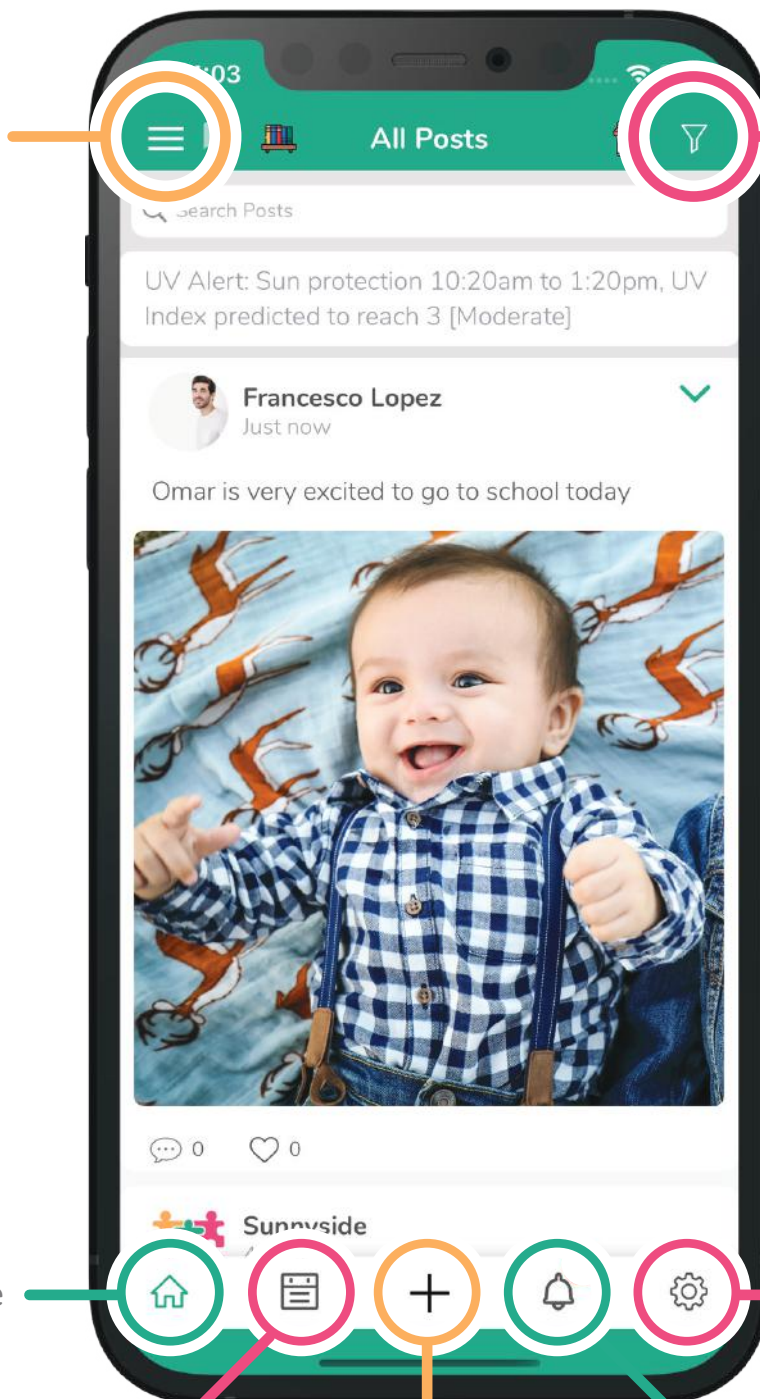 :03
All Posts
Search Posts
UV Alert: Sun protection 10:20am to 1:20pm, UV
Index predicted to reach 3 [Moderate]
Francesco Lopez
Just now
Omar is very excited to go to school today
0
0
Sunnyside
e